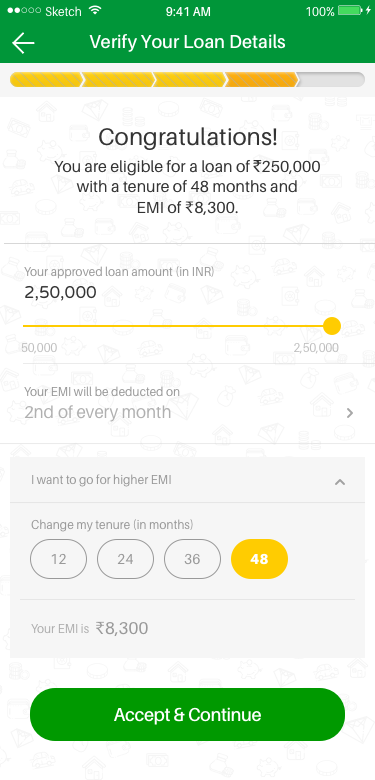 Sketch 9:41 AM 100%
Verify Your Loan Details
Congratulations!
You are eligible for a loan of ₹250,000
with a tenure of 48 months and
EMI of ₹8,300.
Your approved loan amount (in INR)
2,50,000
50,000 2,50,000
Your EMI will be deducted on
2nd of every month
I want to go for higher EMI
Change my tenure (in months)
12 24 36 48
Your EMI is ₹8,300
Accept & Continue